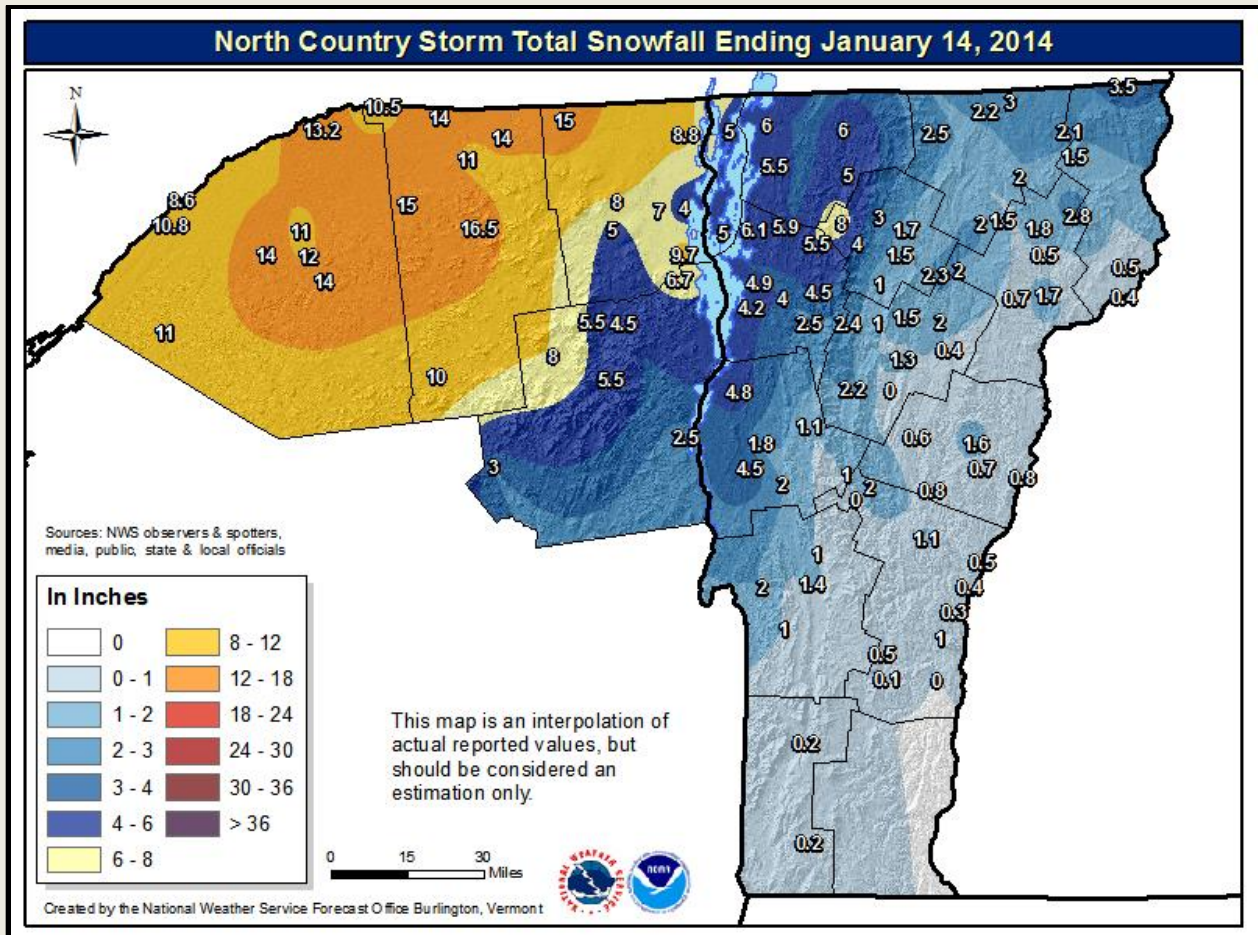 North Country Storm Total Snowfall Ending January 14, 2014
N
10.5
3.5
13.2 14 15 3
14 8.8 5 6 6 2.5 2.2 2.1
11 5.5 1.5
8.6 15 8 7 4 5 2 2.8
10.8 11 16.5 5 5 6.1 5.9 8 3 1.7 2 1.5 1.8
14 12 9.7 5.5 4 1.5 0.5 0.5
14 6.7 4.9 4 4.5 1 2.3 2 0.7 1.7 0.4
11 5.5 4.5 4.2 2.5 2.4 1 1.5 2
8 1.3 0.4
10 5.5 4.8 2.2 0
2.5 1.8 1.1 0.6 1.6
3 4.5 2 1 2 0 0.8 0.7 0.8
Sources: NWS observers & spotters,
media, public, state & local officials
1 1.1 0.5
2 1.4 0.4
1 0.3
0.5 1
0.1 0
0.2
0.2
In Inches
0 8 - 12
0 - 1 12 - 18
1 - 2 18 - 24
2 - 3 24 - 30
3 - 4 30 - 36
4 - 6 > 36
6 - 8
This map is an interpolation of
actual reported values, but
should be considered an
estimation only.
0 15 30
Miles
NATIONAL WEATHER SERVICE
NOAA
Created by the National Weather Service Forecast Office Burlington, Vermont